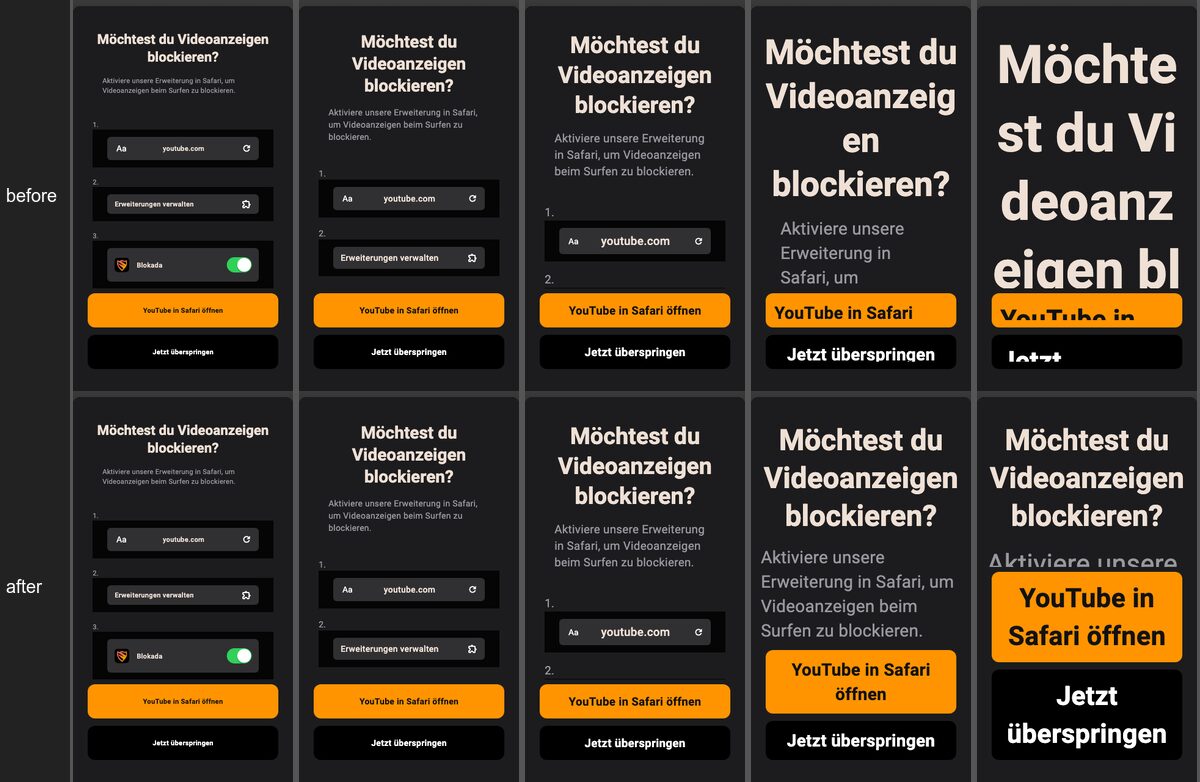 before
Möchtest du Videoanzeigen
blockieren?
Aktiviere unsere Erweiterung in Safari, um
Videoanzeigen beim Surfen zu blockieren.
1.
Aa youtube.com
2.
Erweiterungen verwalten
3.
Blokada
YouTube in Safari öffnen
Jetzt überspringen
Möchtest du
Videoanzeigen
blockieren?
Aktiviere unsere Erweiterung in Safari,
um Videoanzeigen beim Surfen zu
blockieren.
1.
Aa youtube.com
2.
Erweiterungen verwalten
YouTube in Safari öffnen
Jetzt überspringen
Möchtest du
Videoanzeigen
blockieren?
Aktiviere unsere Erweiterung
in Safari, um Videoanzeigen
beim Surfen zu blockieren.
1.
Aa youtube.com
2.
YouTube in Safari öffnen
Jetzt überspringen
Möchtest du
Videoanzeig
en
blockieren?
Aktiviere unsere
Erweiterung in
Safari, um
YouTube in Safari
Jetzt überspringen
Möchte
st du Vi
deoanz
eigen bl
YouTube in
Jetzt
after
Möchtest du Videoanzeigen
blockieren?
Aktiviere unsere Erweiterung in Safari, um
Videoanzeigen beim Surfen zu blockieren.
1.
Aa youtube.com
2.
Erweiterungen verwalten
3.
Blokada
YouTube in Safari öffnen
Jetzt überspringen
Möchtest du
Videoanzeigen
blockieren?
Aktiviere unsere Erweiterung in Safari,
um Videoanzeigen beim Surfen zu
blockieren.
1.
Aa youtube.com
2.
Erweiterungen verwalten
YouTube in Safari öffnen
Jetzt überspringen
Möchtest du
Videoanzeigen
blockieren?
Aktiviere unsere Erweiterung
in Safari, um Videoanzeigen
beim Surfen zu blockieren.
1.
Aa youtube.com
2.
YouTube in Safari öffnen
Jetzt überspringen
Möchtest du
Videoanzeigen
blockieren?
Aktiviere unsere
Erweiterung in Safari, um
Videoanzeigen beim
Surfen zu blockieren.
YouTube in Safari
öffnen
Jetzt überspringen
Möchtest du
Videoanzeigen
blockieren?
Aktiviere unsere
YouTube in
Safari öffnen
Jetzt
überspringen